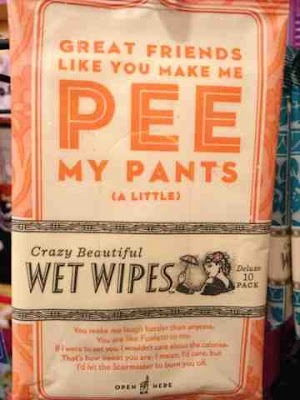 GREAT FRIENDS
LIKE YOU MAKE ME
PEE
MY PANTS
(A LITTLE)
Crazy Beautiful
WET WIPES
Deluxe
10
PACK
You make me laugh harder than anyone.
You are like Funfetti to me.
If I were to eat you, I wouldn't care about the calories.
That's how sweet you are. I mean, I'd care, but
I'd hit the Stairmaster to burn you off.
OPEN HERE